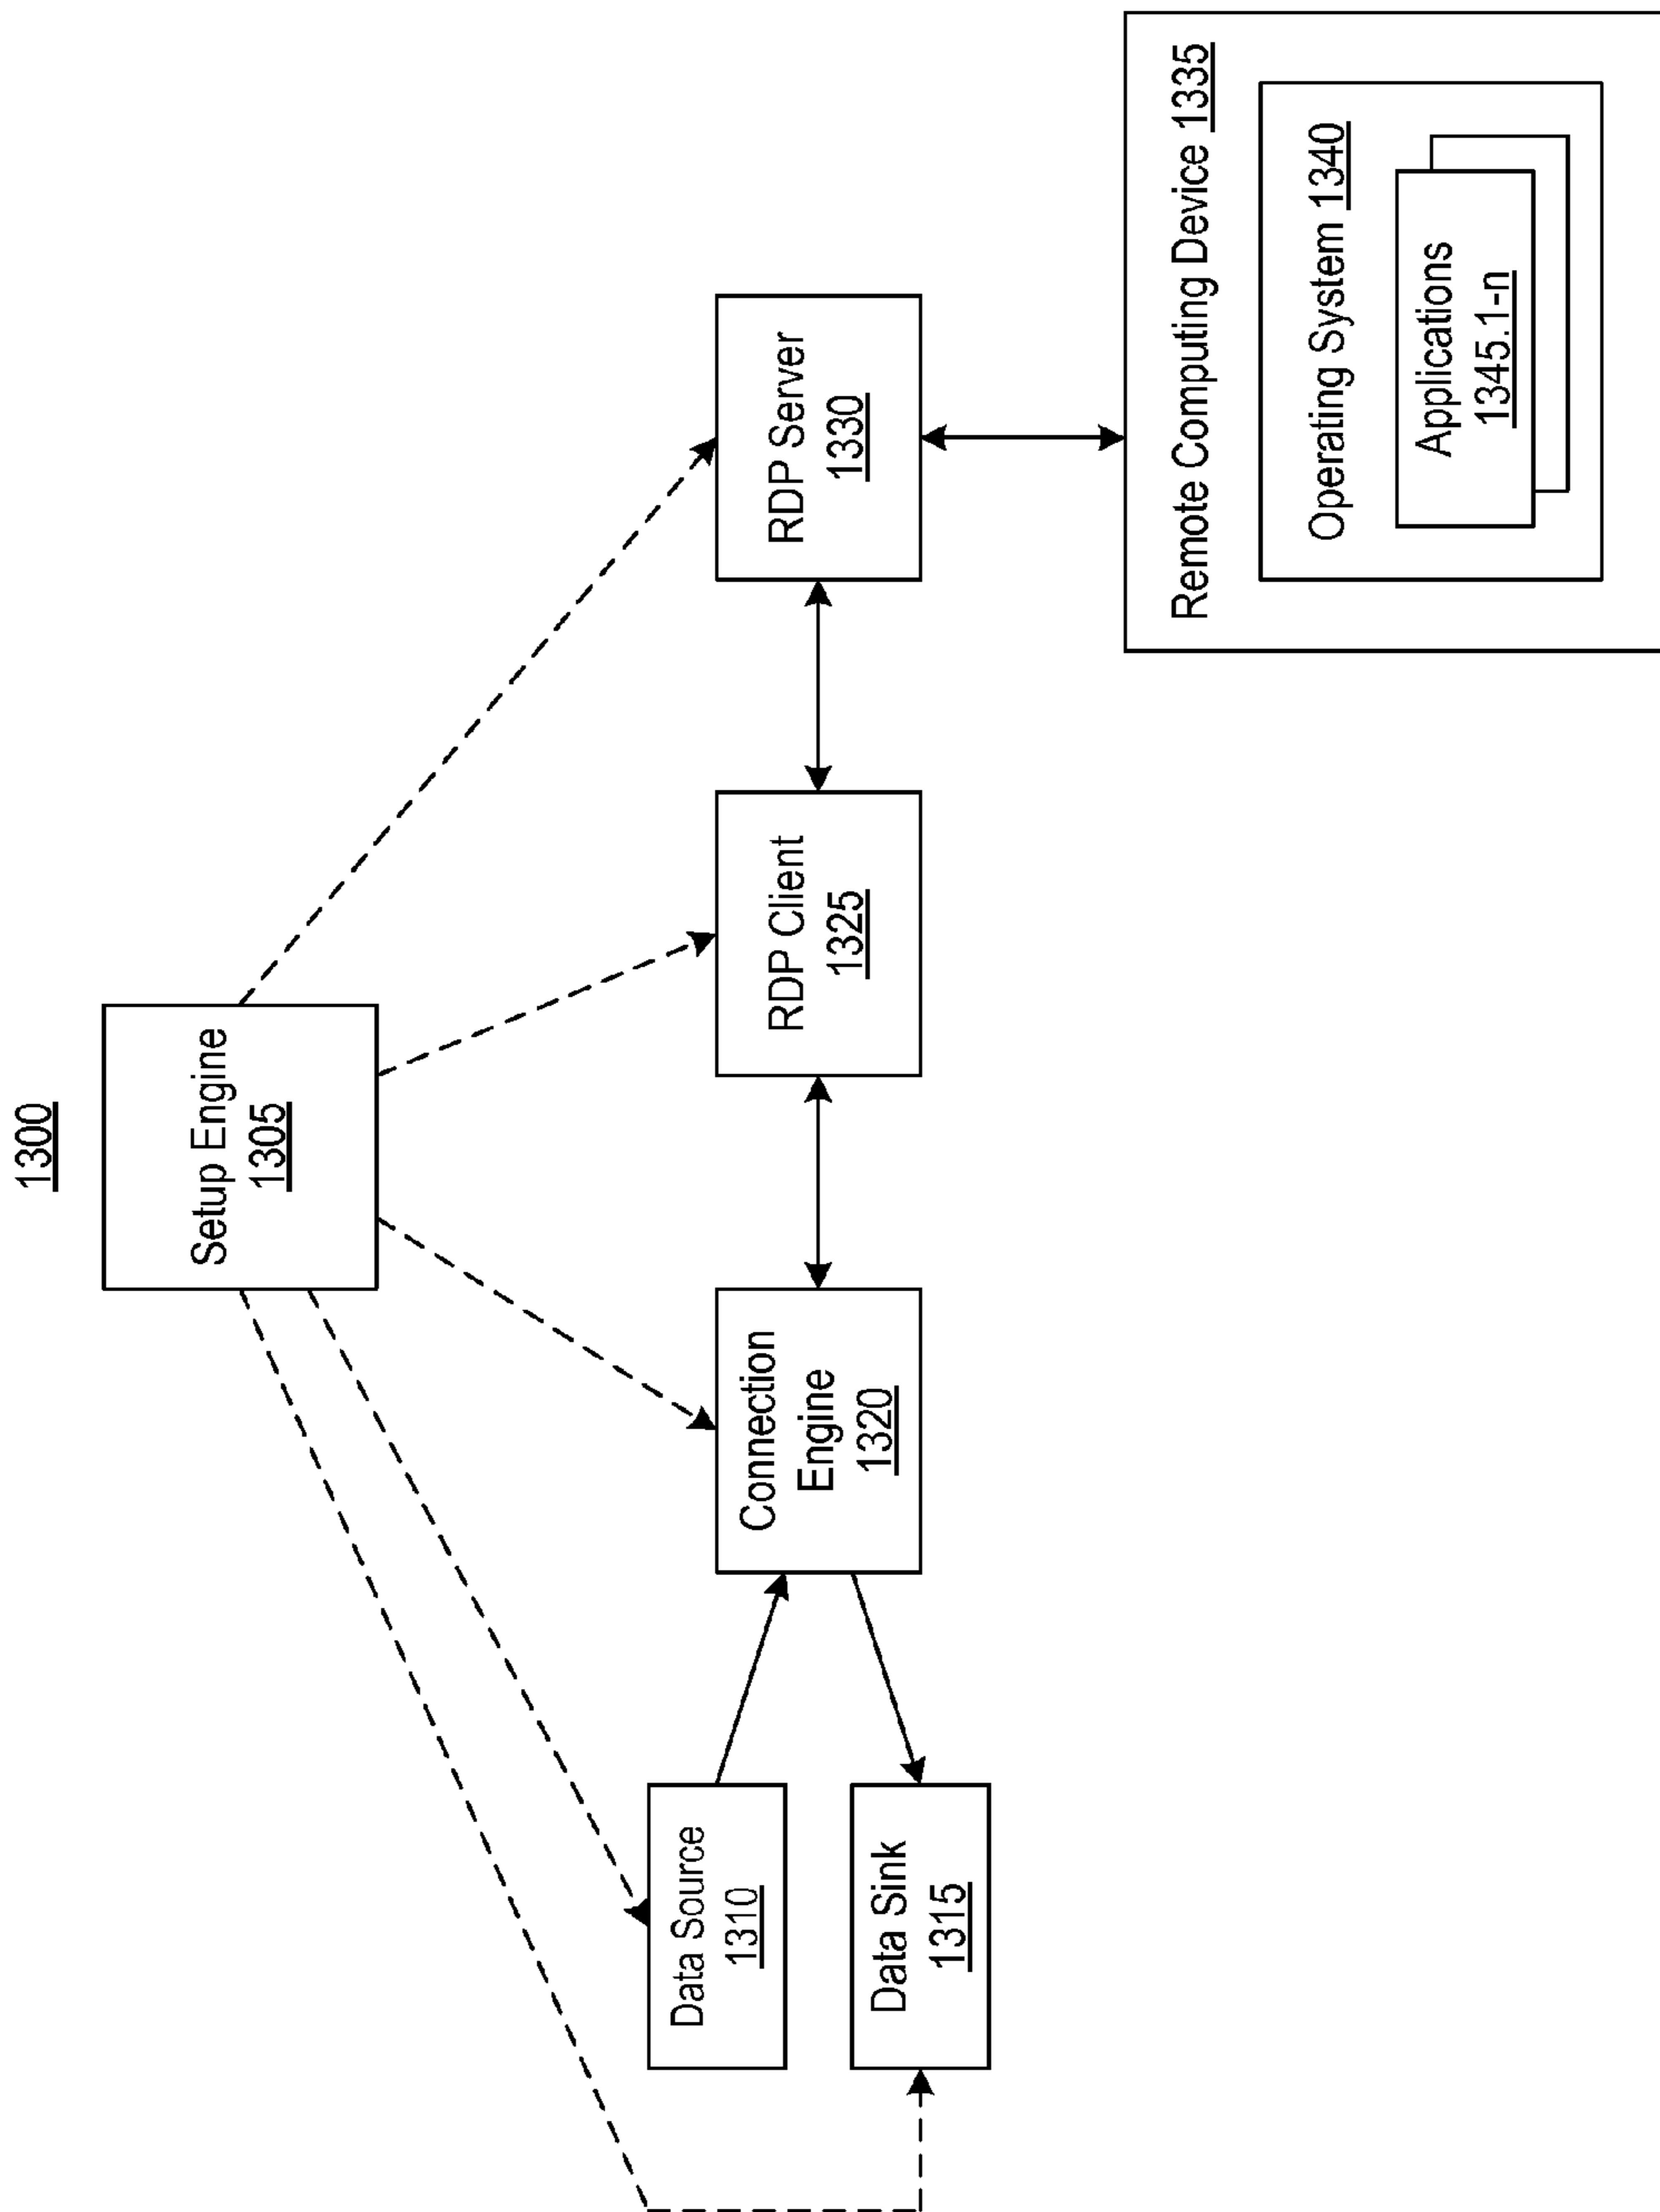 1300
Setup Engine
1305
Data Source
1310
Data Sink
1315
Connection
Engine
1320
RDP Client
1325
RDP Server
1330
Remote Computing Device 1335
Operating System 1340
Applications
1345.1-n